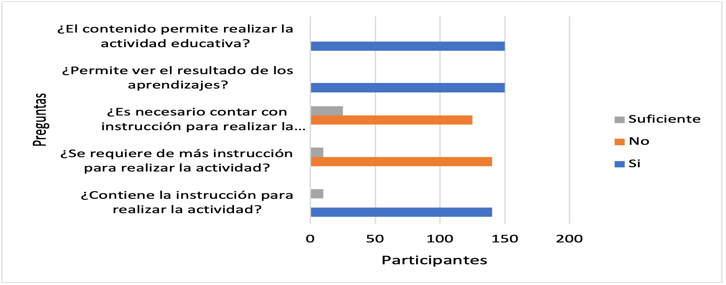 ¿El contenido permite realizar la
actividad educativa?
¿Permite ver el resultado de los
aprendizajes?
¿Es necesario contar con
instrucción para realizar la...
¿Se requiere de más instrucción
para realizar la actividad?
¿Contiene la instrucción para
realizar la actividad?
Preguntas
0 50 100 150 200
Participantes
Suficiente
No
Si